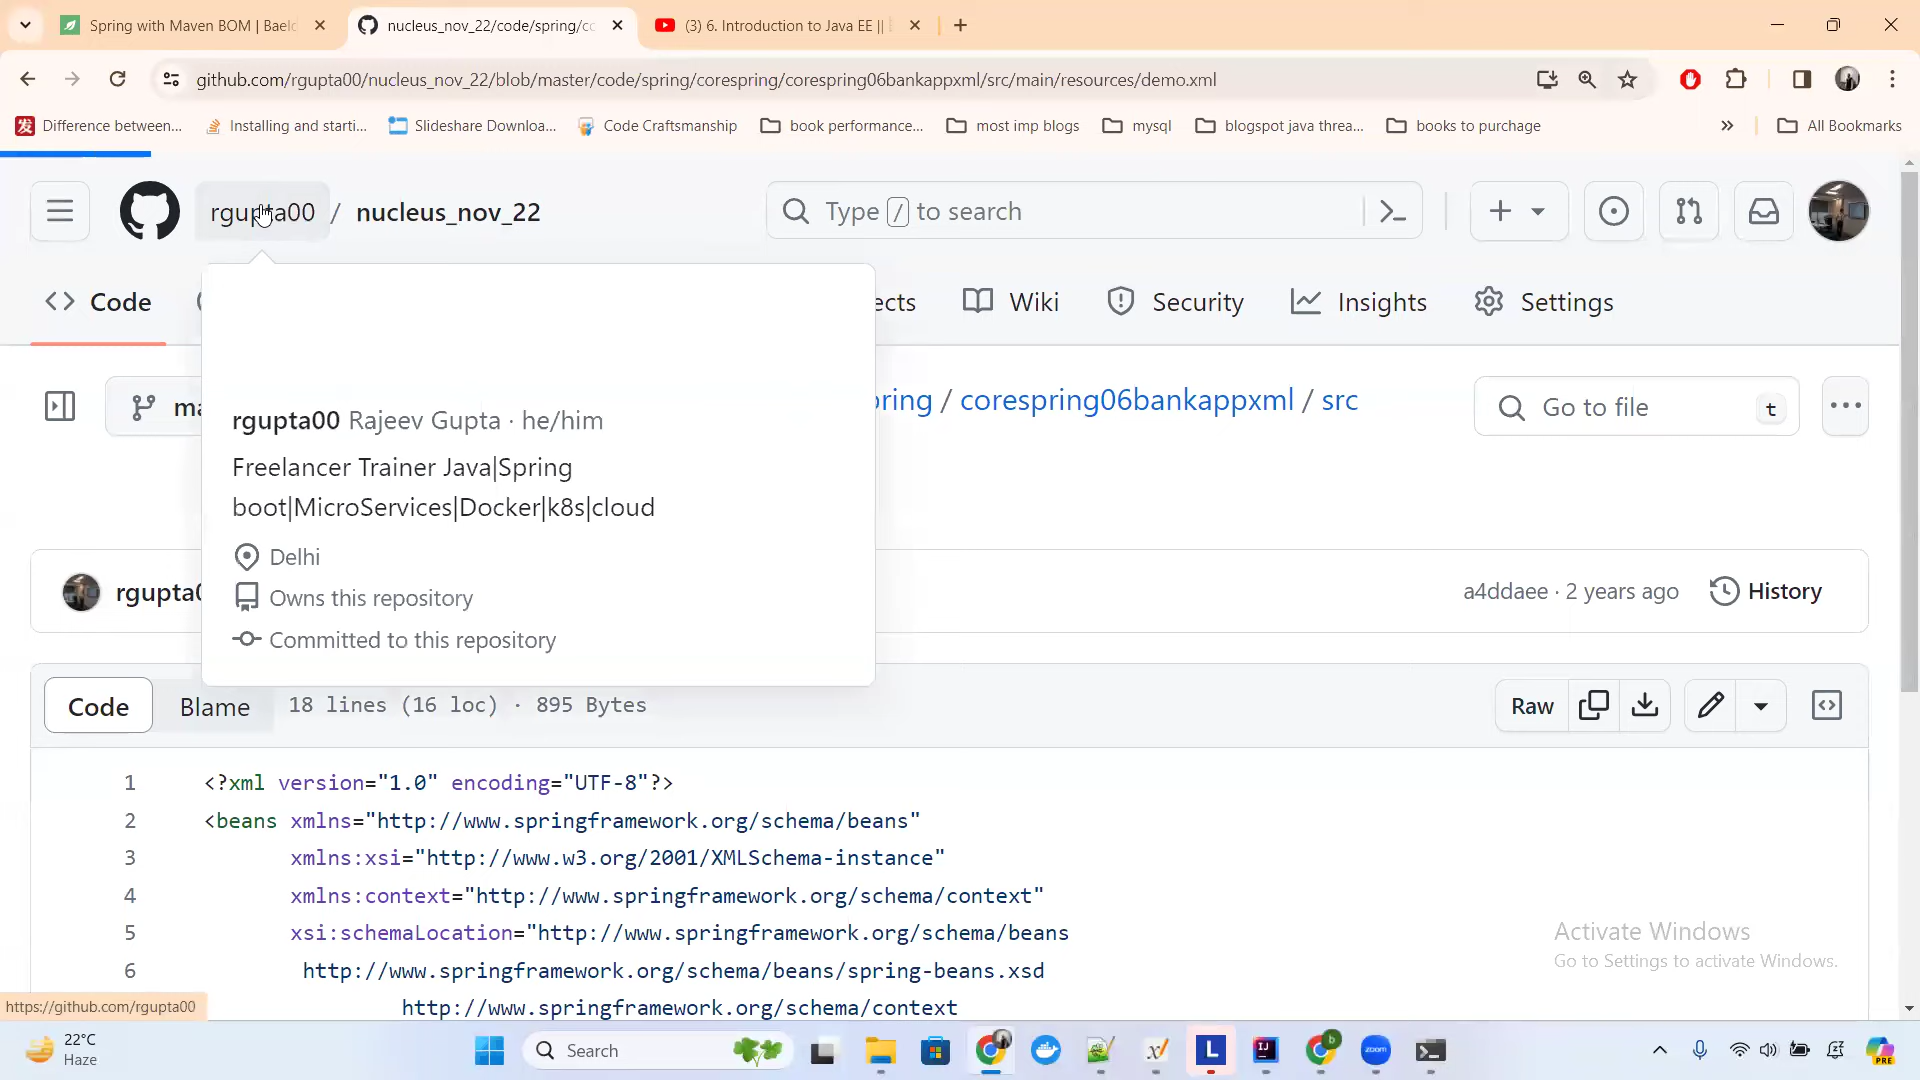 Spring with Maven BOM | Bael
nucleus_nov_22/code/spring/co
(3) 6. Introduction to Java EE ||
github.com/rgupta00/nucleus_nov_22/blob/master/code/spring/corespring/corespring06bankappxml/src/main/resources/demo.xml
发 Difference between...
Installing and starti...
Slideshare Downloa...
Code Craftsmanship
book performance...
most imp blogs
mysql
blogspot java threa...
books to purchase
»
All Bookmarks
rgupta00 / nucleus_nov_22
Type / to search
Code
ects
Wiki
Security
Insights
Settings
rgupta00 Rajeev Gupta · he/him
Freelancer Trainer Java|Spring
boot|MicroServices|Docker|k8s|cloud
Delhi
Owns this repository
Committed to this repository
ma
pring / corespring06bankappxml / src
Go to file t
rgupta0
a4ddaee · 2 years ago
History
Code
Blame
18 lines (16 loc) · 895 Bytes
Raw
1 <?xml version="1.0" encoding="UTF-8"?>
2 <beans xmlns="http://www.springframework.org/schema/beans"
3 xmlns:xsi="http://www.w3.org/2001/XMLSchema-instance"
4 xmlns:context="http://www.springframework.org/schema/context"
5 xsi:schemaLocation="http://www.springframework.org/schema/beans
6 http://www.springframework.org/schema/beans/spring-beans.xsd
http://www.springframework.org/schema/context
Activate Windows
Go to Settings to activate Windows.
https://github.com/rgupta00
22°C
Haze
Search
L
IJ
b
zoom
PRE